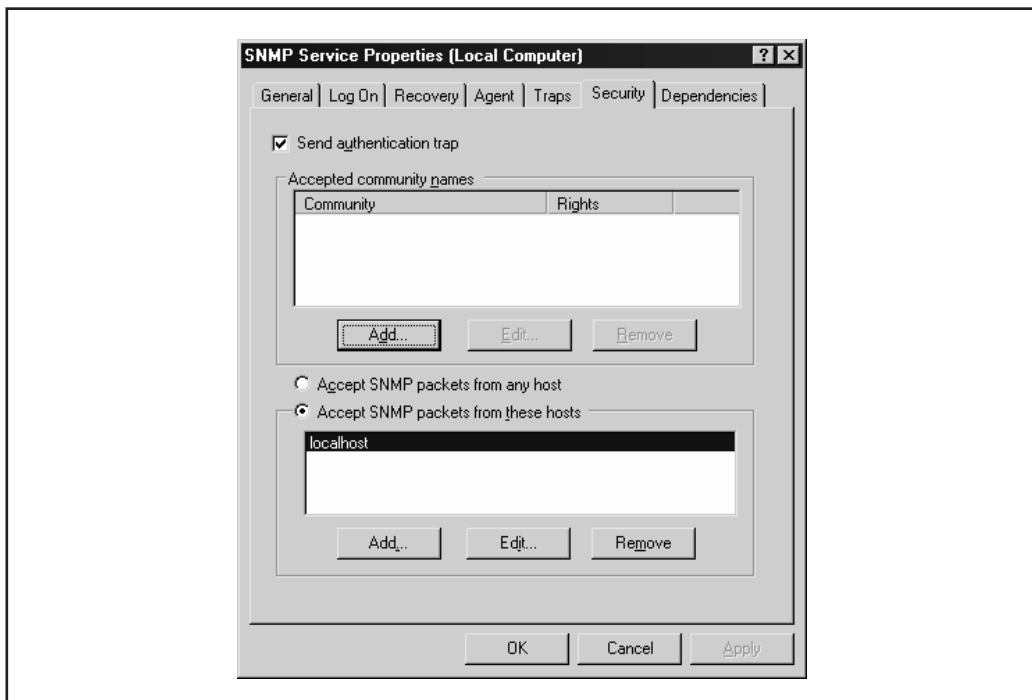 SNMP Service Properties (Local Computer)
General Log On Recovery Agent Traps Security Dependencies
Send authentication trap
Accepted community names
Community Rights
Add... Edit... Remove
Accept SNMP packets from any host
Accept SNMP packets from these hosts
localhost
Add... Edit... Remove
OK Cancel Apply